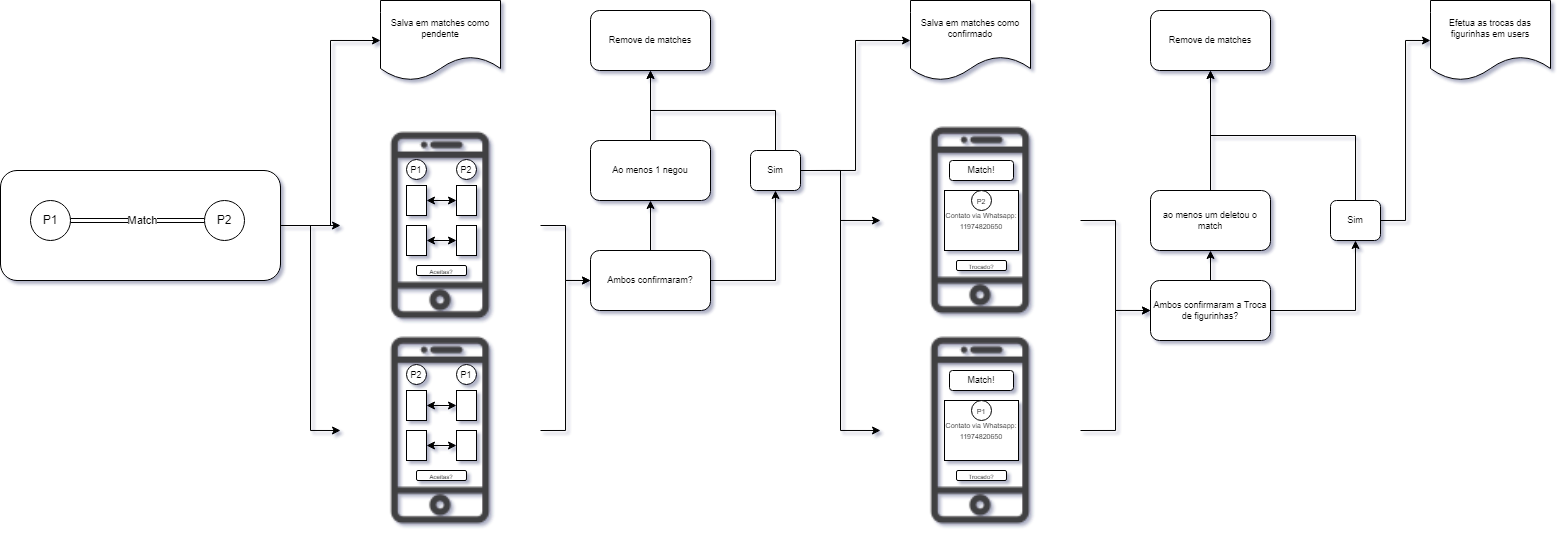 P1
Match
P2
Salva em matches como
pendente
P1
P2
Aceitas?
P2
P1
Aceitas?
Remove de matches
Ao menos 1 negou
Ambos confirmaram?
Sim
Salva em matches como
confirmado
Match!
P2
Contato via Whatsapp:
11974820650
Trocado?
Match!
P1
Contato via Whatsapp:
11974820650
Trocado?
Remove de matches
ao menos um deletou o
match
Ambos confirmaram a Troca
de figurinhas?
Sim
Efetua as trocas das
figurinhas em users